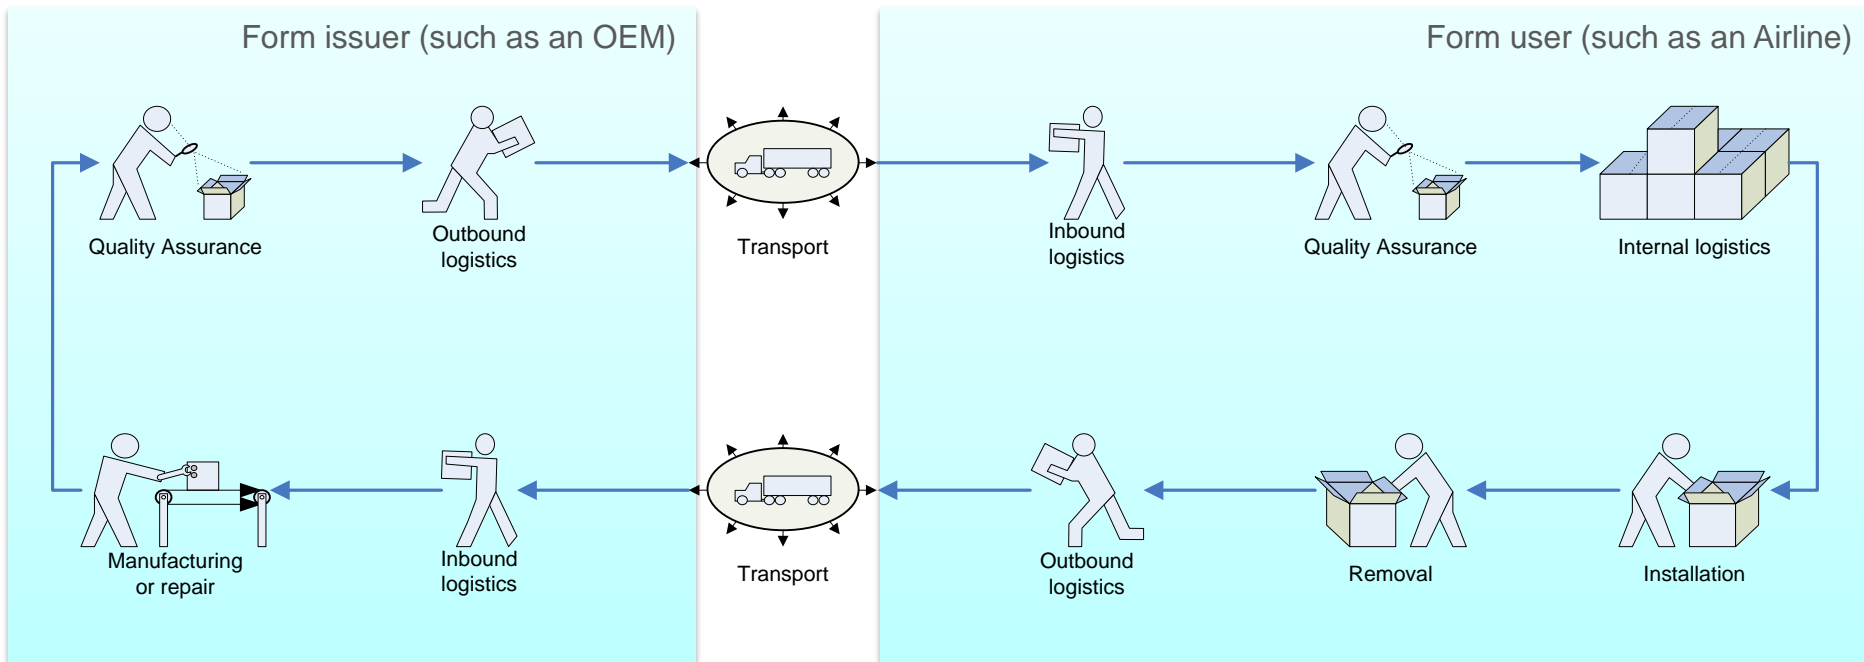 Form issuer (such as an OEM)
Form user (such as an Airline)
Quality Assurance
Outbound
logistics
Transport
Inbound
logistics
Quality Assurance
Internal logistics
Manufacturing
or repair
Inbound
logistics
Transport
Outbound
logistics
Removal
Installation